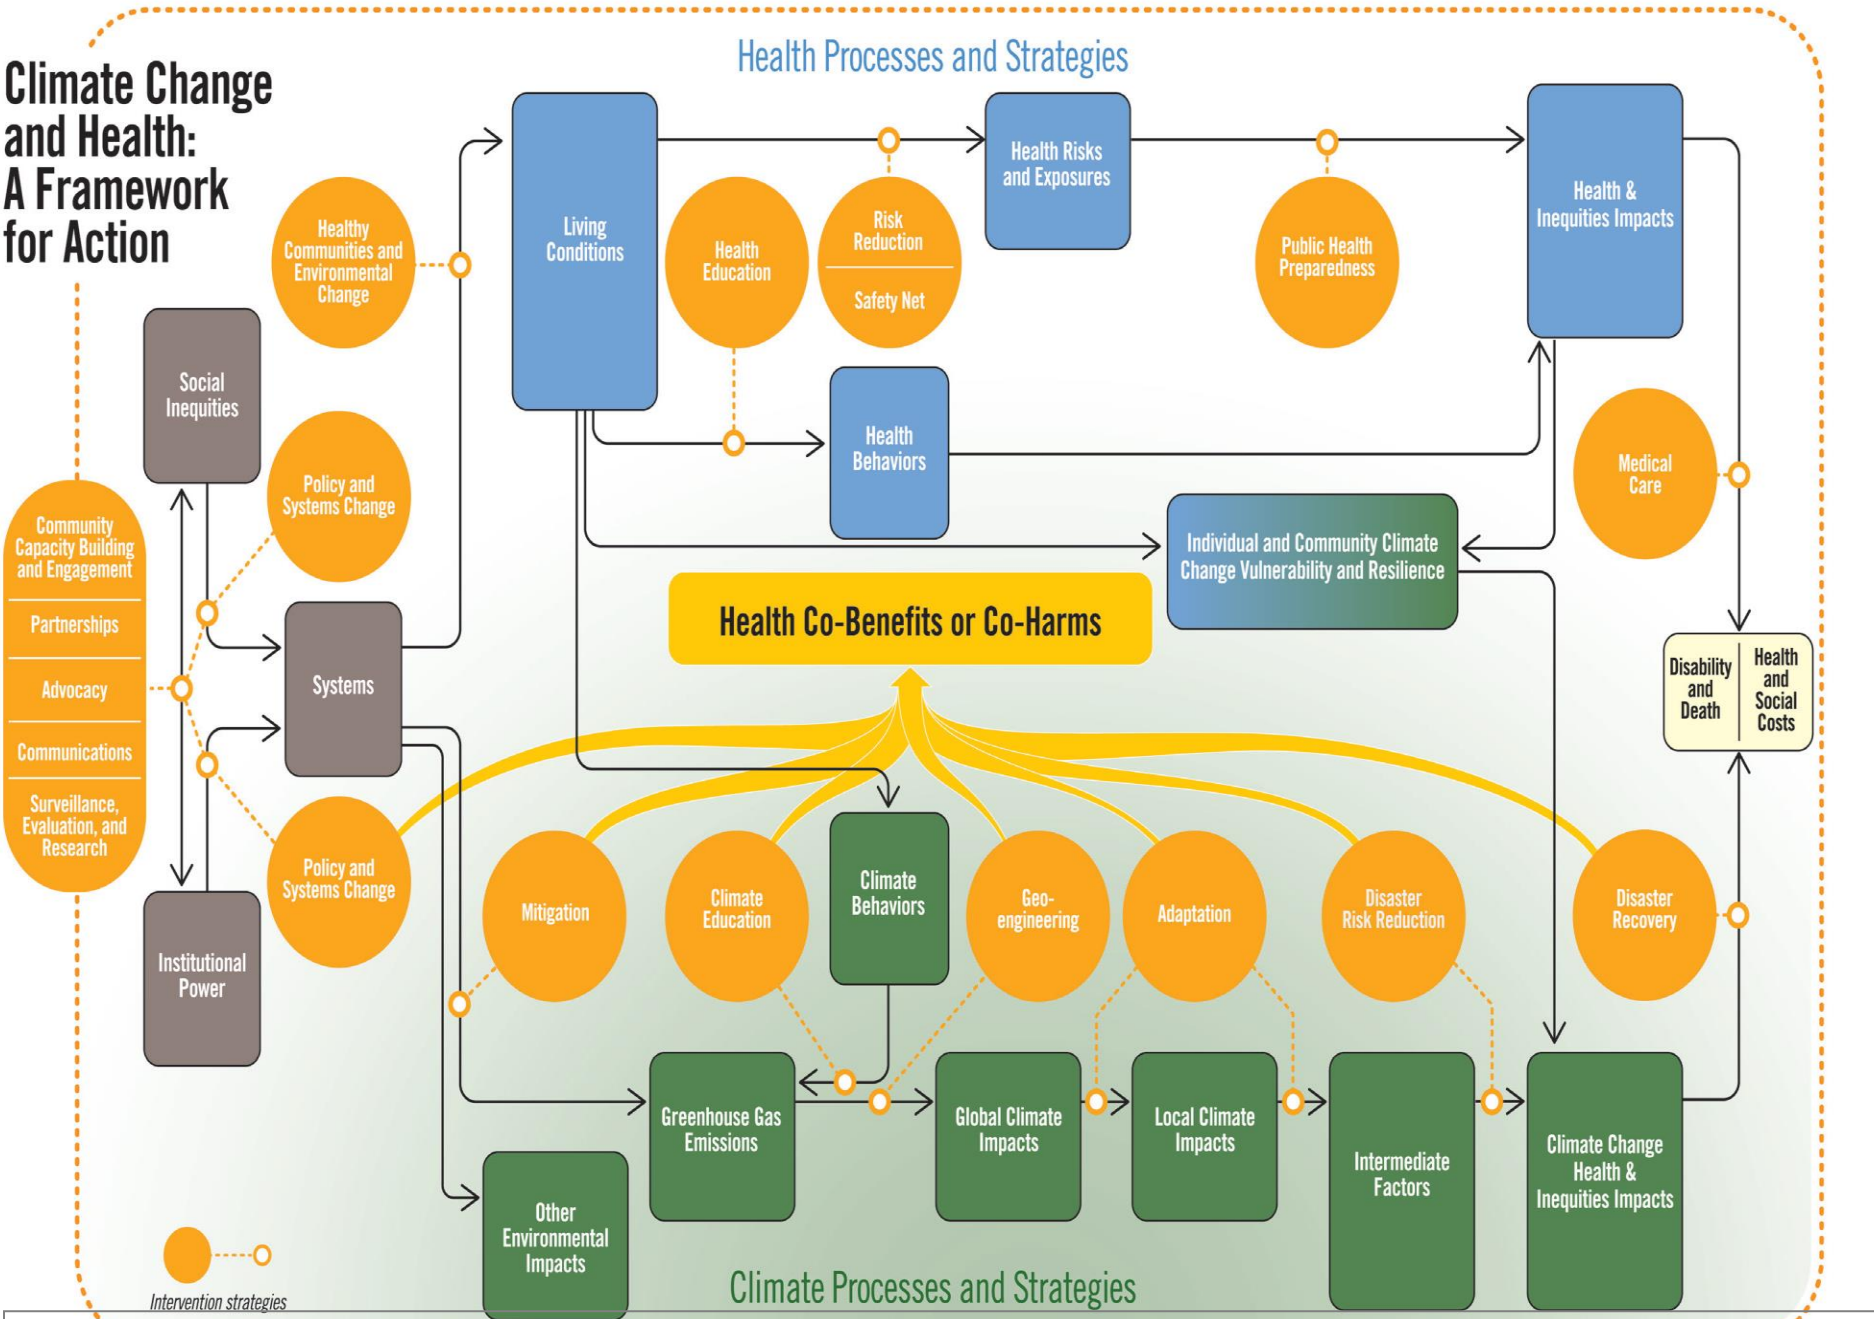 Climate Change
and Health:
A Framework
for Action
Health Processes and Strategies
Living
Conditions
Health Risks
and Exposures
Health &
Inequities Impacts
Healthy
Communities and
Environmental
Change
Health
Education
Risk
Reduction
Safety Net
Public Health
Preparedness
Social
Inequities
Health
Behaviors
Medical
Care
Policy and
Systems Change
Individual and Community Climate
Change Vulnerability and Resilience
Community
Capacity Building
and Engagement
Partnerships
Advocacy
Communications
Surveillance,
Evaluation, and
Research
Systems
Health Co-Benefits or Co-Harms
Disability
and
Death
Health
and
Social
Costs
Policy and
Systems Change
Mitigation
Climate
Education
Climate
Behaviors
Geo-
engineering
Adaptation
Disaster
Risk Reduction
Disaster
Recovery
Institutional
Power
Greenhouse Gas
Emissions
Global Climate
Impacts
Local Climate
Impacts
Intermediate
Factors
Climate Change
Health &
Inequities Impacts
Other
Environmental
Impacts
Intervention strategies
Climate Processes and Strategies